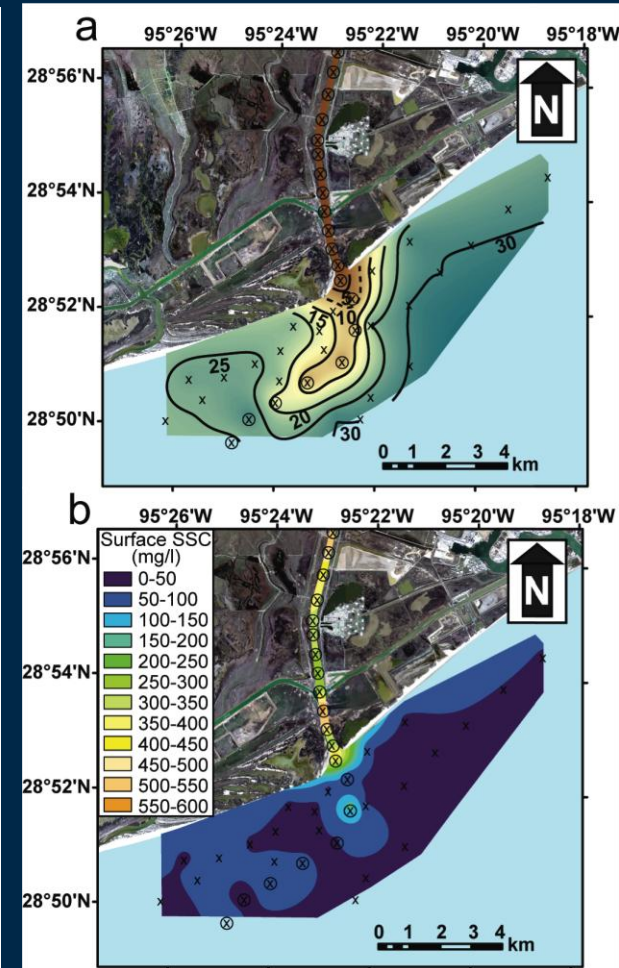 a
95°26'W 95°24'W 95°22'W 95°20'W 95°18'W
28°56'N
28°54'N
28°52'N
28°50'N
N
30
5
15
10
25
20
30
0 1 2 3 4
km
b
95°26'W 95°24'W 95°22'W 95°20'W 95°18'W
28°56'N
28°54'N
28°52'N
28°50'N
Surface SSC
(mg/l)
0-50
50-100
100-150
150-200
200-250
250-300
300-350
350-400
400-450
450-500
500-550
550-600
N
0 1 2 3 4
km